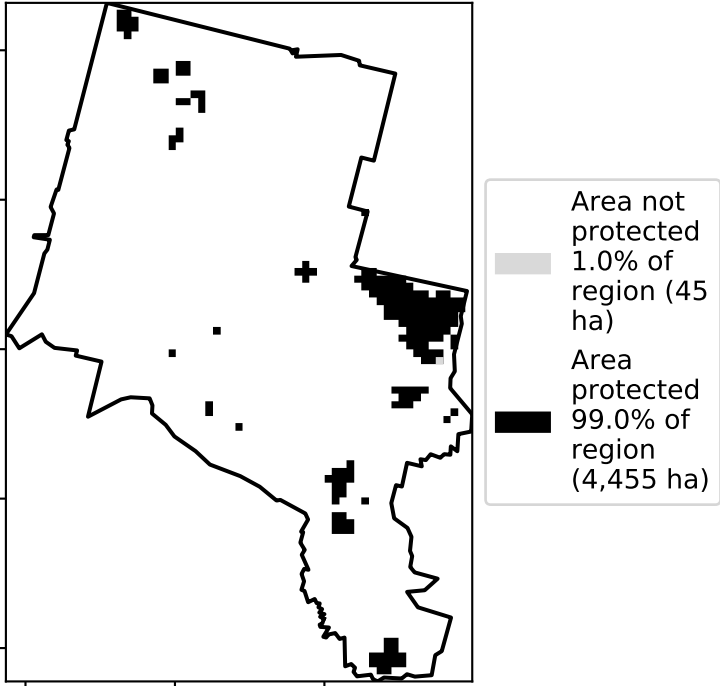 Area not
protected
1.0% of
region (45
ha)
Area
protected
99.0% of
region
(4,455 ha)